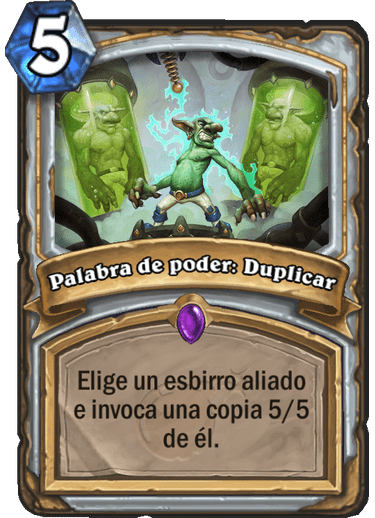 5
Palabra de poder: Duplicar
Elige un esbirro aliado
e invoca una copia 5/5
de él.